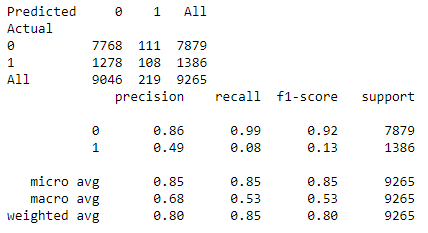 Predicted 0 1 All
Actual
0 7768 111 7879
1 1278 108 1386
All 9046 219 9265
precision recall f1-score support
0 0.86 0.99 0.92 7879
1 0.49 0.08 0.13 1386
micro avg 0.85 0.85 0.85 9265
macro avg 0.68 0.53 0.53 9265
weighted avg 0.80 0.85 0.80 9265